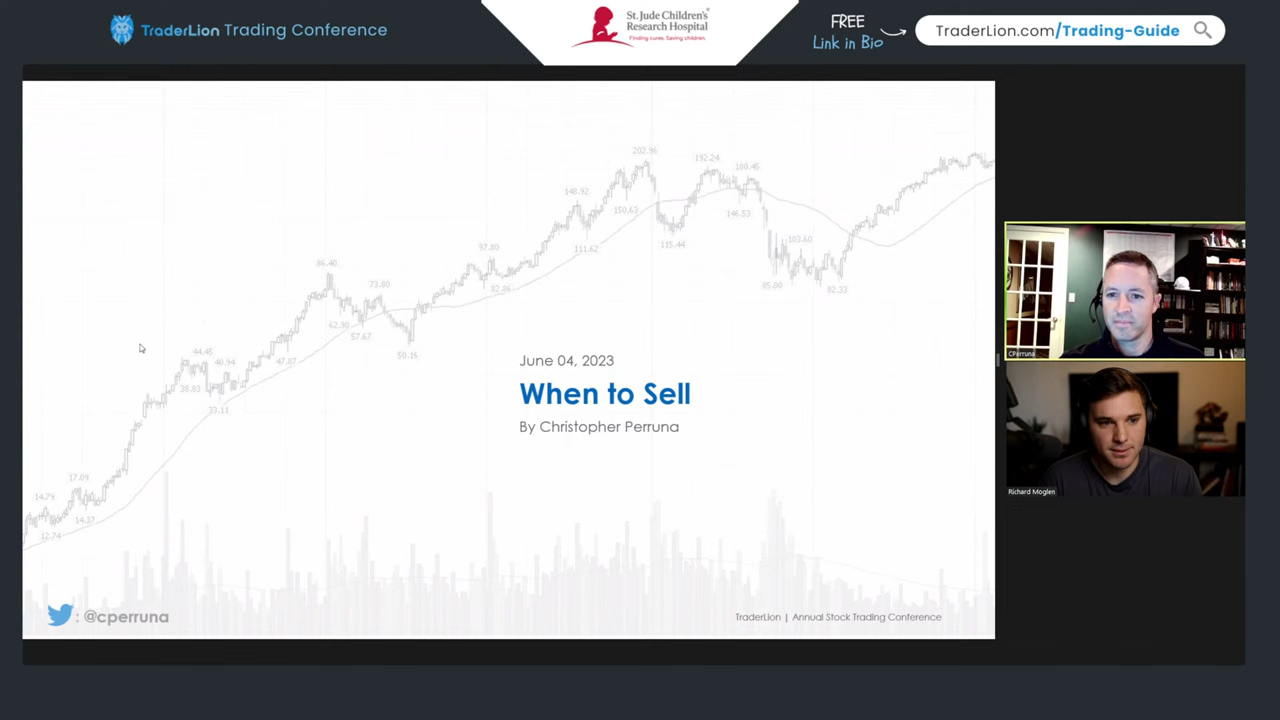 TraderLion Trading Conference
St. Jude Children's
Research Hospital
Finding cures. Saving children.
FREE
Link in Bio
TraderLion.com/Trading-Guide
202.96
192.24
180.45
148.92
150.63
146.53
115.44
111.62
103.60
97.80
86.40
82.86
85.00
82.33
73.80
62.90
57.67
50.16
44.45
40.94
47.87
38.83
33.11
17.09
14.79
14.37
12.74
June 04, 2023
When to Sell
By Christopher Perruna
: @cperruna
TraderLion | Annual Stock Trading Conference
CPerruna
Richard Moglen